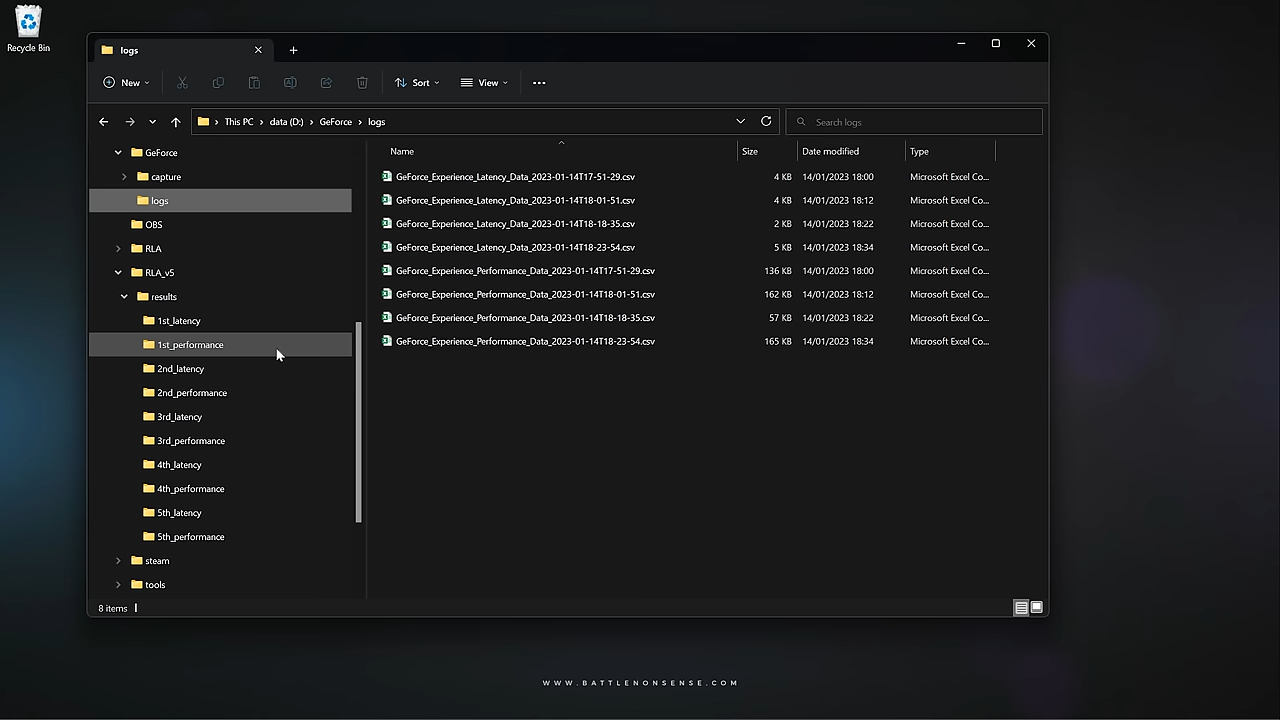 Recycle Bin
logs
New
Sort
View
This PC
data (D:)
GeForce
logs
Search logs
GeForce
capture
logs
OBS
RLA
RLA_v5
results
1st_latency
1st_performance
2nd_latency
2nd_performance
3rd_latency
3rd_performance
4th_latency
4th_performance
5th_latency
5th_performance
steam
tools
Name Size Date modified Type
GeForce_Experience_Latency_Data_2023-01-14T17-51-29.csv 4 KB 14/01/2023 18:00 Microsoft Excel Co...
GeForce_Experience_Latency_Data_2023-01-14T18-01-51.csv 4 KB 14/01/2023 18:12 Microsoft Excel Co...
GeForce_Experience_Latency_Data_2023-01-14T18-18-35.csv 2 KB 14/01/2023 18:22 Microsoft Excel Co...
GeForce_Experience_Latency_Data_2023-01-14T18-23-54.csv 5 KB 14/01/2023 18:34 Microsoft Excel Co...
GeForce_Experience_Performance_Data_2023-01-14T17-51-29.csv 136 KB 14/01/2023 18:00 Microsoft Excel Co...
GeForce_Experience_Performance_Data_2023-01-14T18-01-51.csv 162 KB 14/01/2023 18:12 Microsoft Excel Co...
GeForce_Experience_Performance_Data_2023-01-14T18-18-35.csv 57 KB 14/01/2023 18:22 Microsoft Excel Co...
GeForce_Experience_Performance_Data_2023-01-14T18-23-54.csv 165 KB 14/01/2023 18:34 Microsoft Excel Co...
8 items
WWW.BATTLENONSENSE.COM